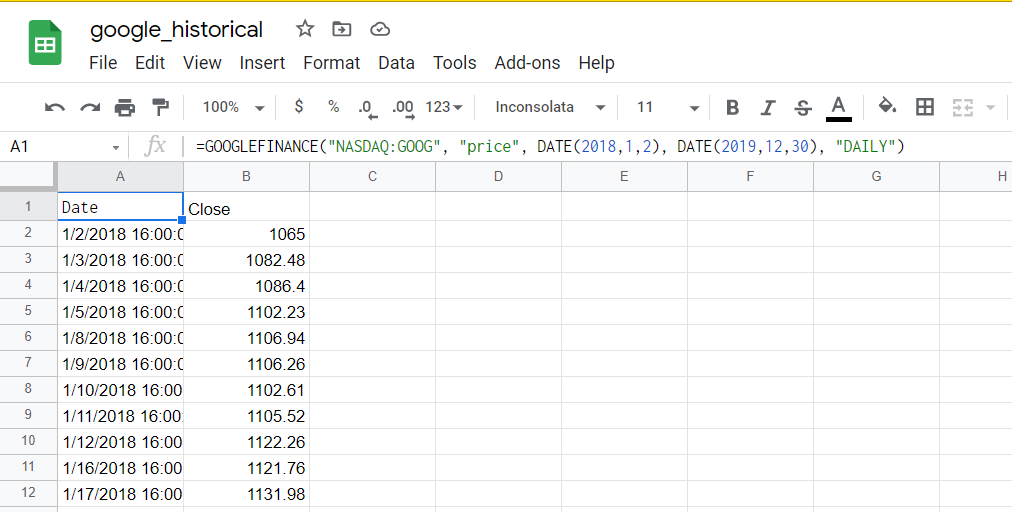 google_historical
File Edit View Insert Format Data Tools Add-ons Help
100% $ % .0 .00 123 Inconsolata 11 B I S A
A1 fx =GOOGLEFINANCE("NASDAQ:GOOG", "price", DATE(2018,1,2), DATE(2019,12,30), "DAILY")
A B C D E F G H
1 Date Close
2 1/2/2018 16:00:0 1065
3 1/3/2018 16:00:0 1082.48
4 1/4/2018 16:00:0 1086.4
5 1/5/2018 16:00:0 1102.23
6 1/8/2018 16:00:0 1106.94
7 1/9/2018 16:00:0 1106.26
8 1/10/2018 16:00 1102.61
9 1/11/2018 16:00: 1105.52
10 1/12/2018 16:00 1122.26
11 1/16/2018 16:00 1121.76
12 1/17/2018 16:00 1131.98